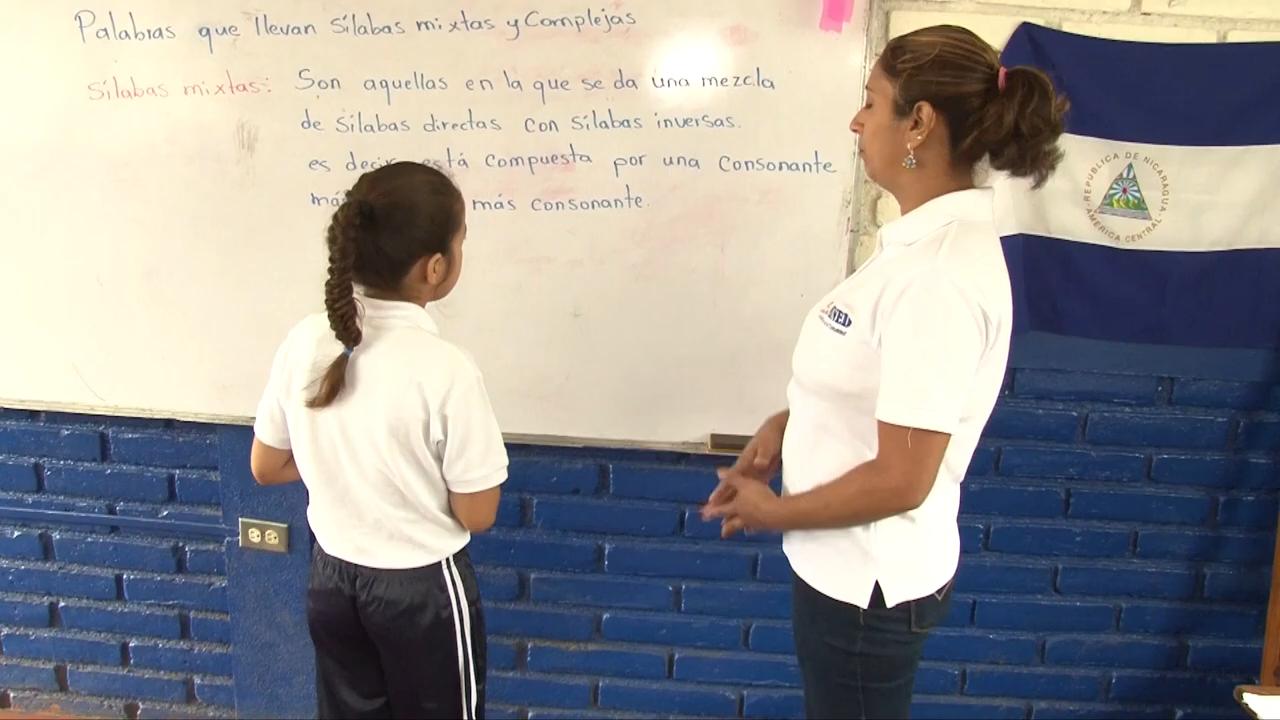 Palabras que llevan Sílabas mixtas y Complejas
Sílabas mixtas: Son aquellas en la que se da una mezcla
de Sílabas directas con Sílabas inversas.
es decir está compuesta por una consonante
más consonante.
REPUBLICA DE NICARAGUA
AMERICA CENTRAL